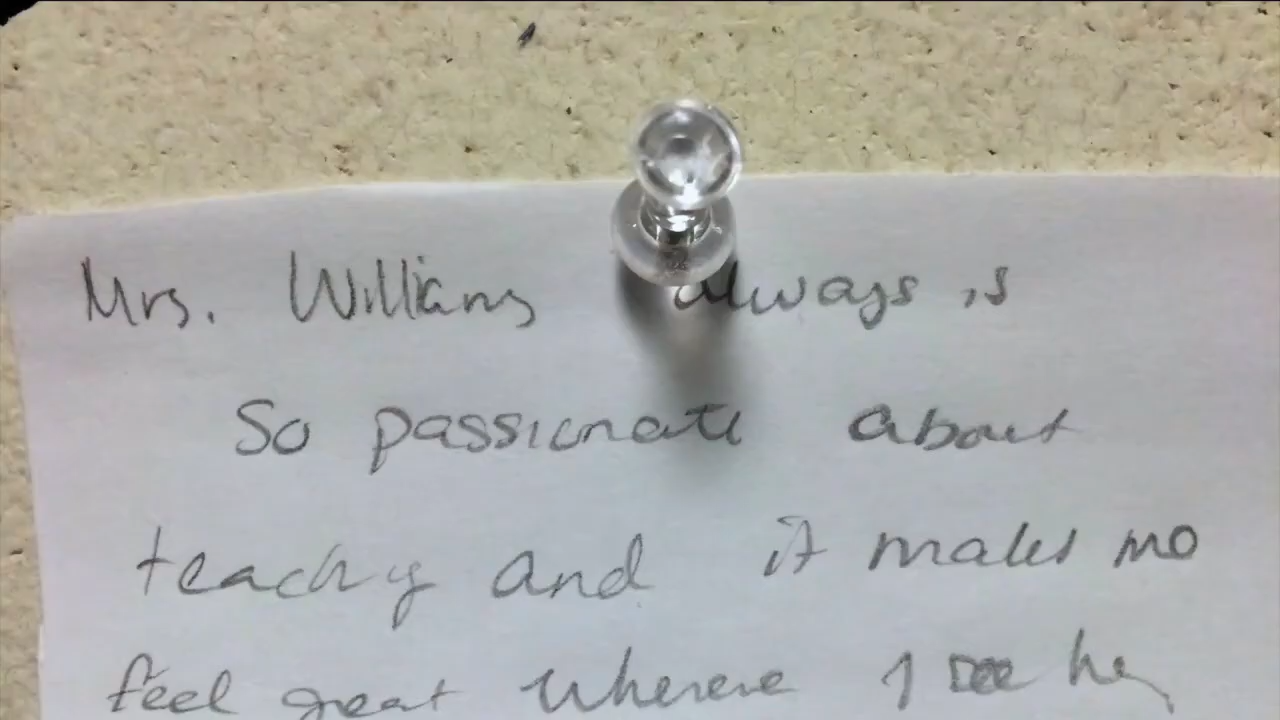 Mrs. Williams always is
So passionate about
teachy and it makes me
feel great whenever I see her